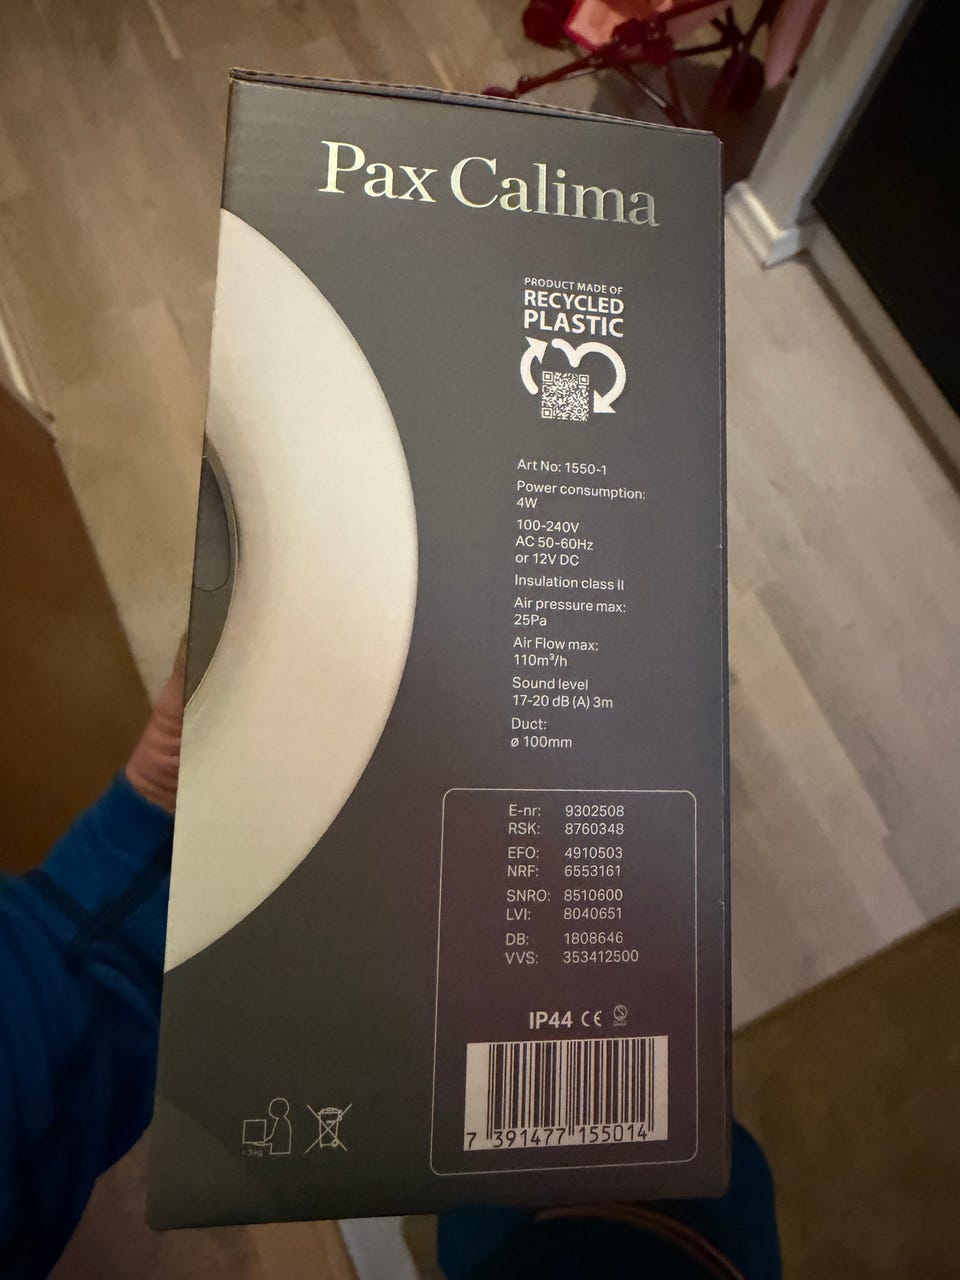 Pax Calima
PRODUCT MADE OF
RECYCLED
PLASTIC
Art No: 1550-1
Power consumption:
4W
100-240V
AC 50-60Hz
or 12V DC
Insulation class II
Air pressure max:
25Pa
Air Flow max:
110m³/h
Sound level
17-20 dB (A) 3m
Duct:
ø 100mm
E-nr: 9302508
RSK: 8760348
EFO: 4910503
NRF: 6553161
SNRO: 8510600
LVI: 8040651
DB: 1808646
VVS: 353412500
IP44 CE
7 391477 155014